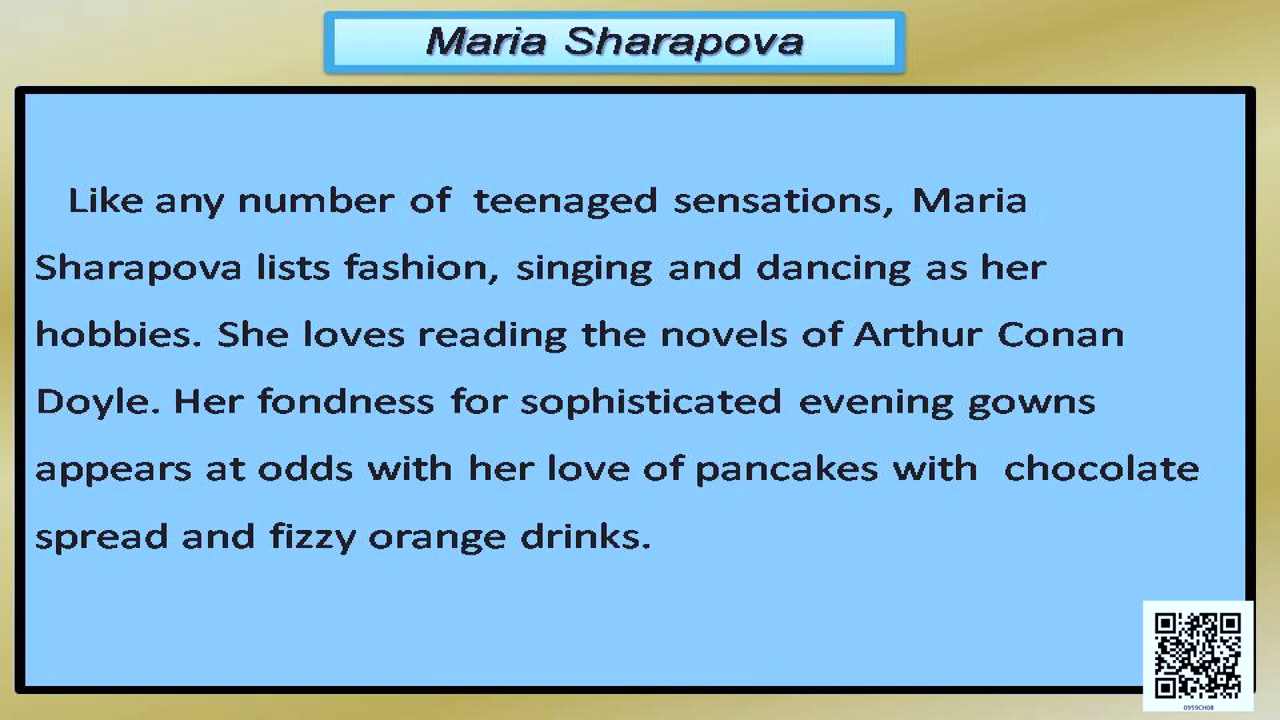 Maria Sharapova
Like any number of teenaged sensations, Maria
Sharapova lists fashion, singing and dancing as her
hobbies. She loves reading the novels of Arthur Conan
Doyle. Her fondness for sophisticated evening gowns
appears at odds with her love of pancakes with chocolate
spread and fizzy orange drinks.
0959CH08